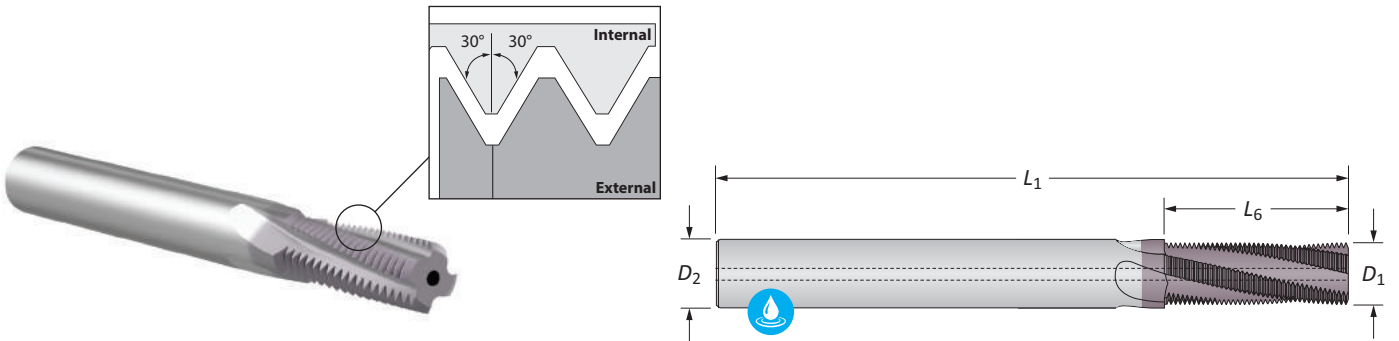 30° 30°
Internal
External
L₁
L₆
D₂
D₁